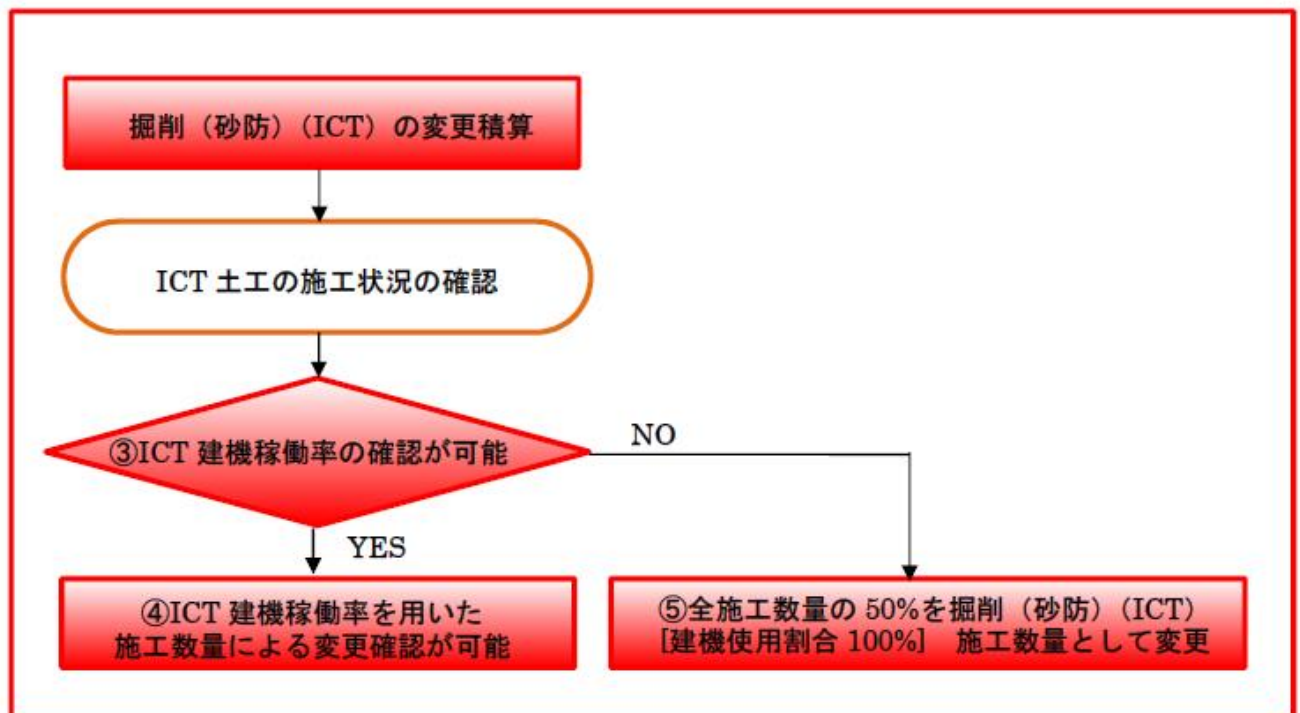 掘削（砂防）（ICT）の変更積算
ICT 土工の施工状況の確認
③ICT 建機稼働率の確認が可能
NO
YES
④ICT 建機稼働率を用いた
施工数量による変更確認が可能
⑤全施工数量の 50%を掘削（砂防）（ICT）
[建機使用割合 100%]　施工数量として変更